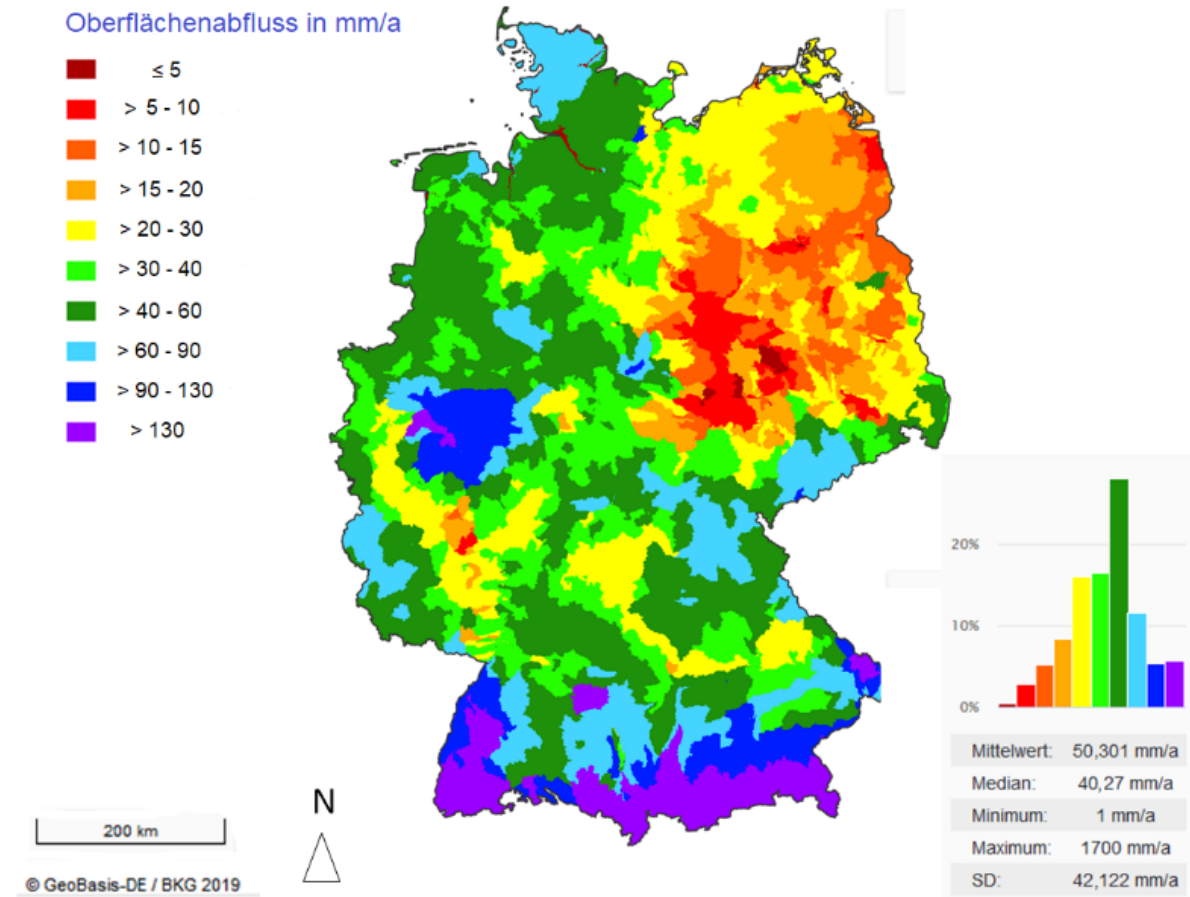 Oberflächenabfluss in mm/a
≤ 5
> 5 - 10
> 10 - 15
> 15 - 20
> 20 - 30
> 30 - 40
> 40 - 60
> 60 - 90
> 90 - 130
> 130
N
200 km
© GeoBasis-DE / BKG 2019
20%
10%
0%
Mittelwert: 50,301 mm/a
Median: 40,27 mm/a
Minimum: 1 mm/a
Maximum: 1700 mm/a
SD: 42,122 mm/a